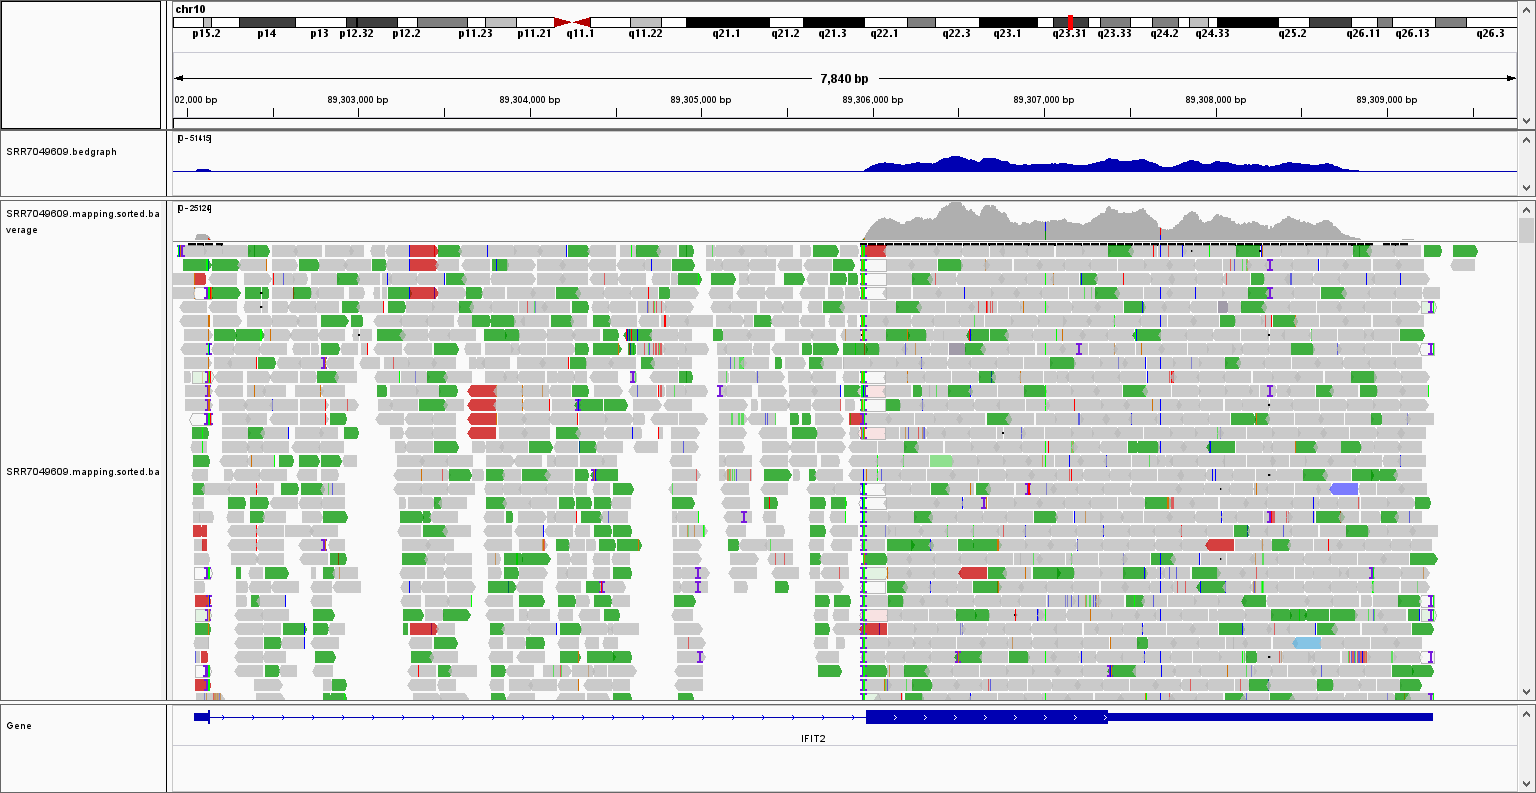 chr10
p15.2 p14 p13 p12.32 p12.2 p11.23 p11.21 q11.1 q11.22 q21.1 q21.2 q21.3 q22.1 q22.3 q23.1 q23.31 q23.33 q24.2 q24.33 q25.2 q26.11 q26.13 q26.3
7,840 bp
02,000 bp 89,303,000 bp 89,304,000 bp 89,305,000 bp 89,306,000 bp 89,307,000 bp 89,308,000 bp 89,309,000 bp
[0 - 51415]
SRR7049609.bedgraph
[0 - 25124]
SRR7049609.mapping.sorted.ba
verage
SRR7049609.mapping.sorted.ba
Gene
IFIT2